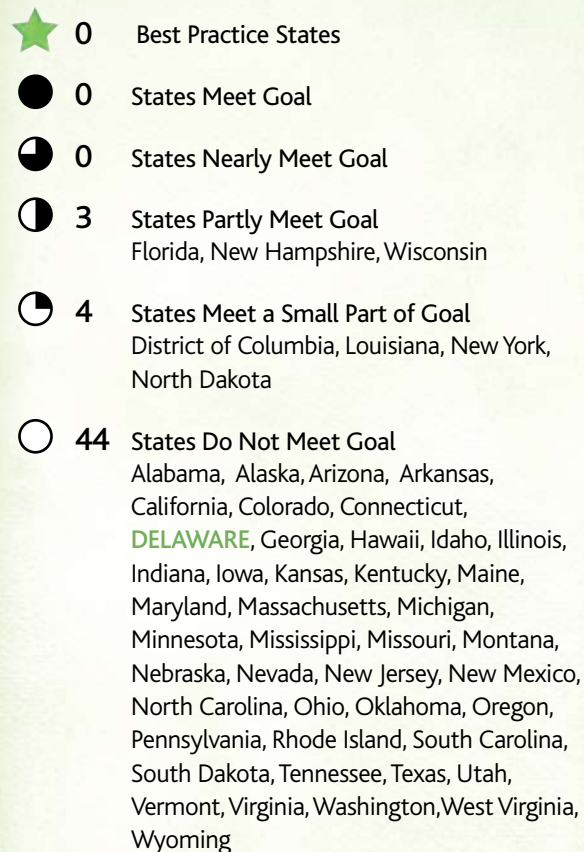 0 Best Practice States
0 States Meet Goal
0 States Nearly Meet Goal
3 States Partly Meet Goal
Florida, New Hampshire, Wisconsin
4 States Meet a Small Part of Goal
District of Columbia, Louisiana, New York,
North Dakota
44 States Do Not Meet Goal
Alabama, Alaska, Arizona, Arkansas,
California, Colorado, Connecticut,
DELAWARE, Georgia, Hawaii, Idaho, Illinois,
Indiana, Iowa, Kansas, Kentucky, Maine,
Maryland, Massachusetts, Michigan,
Minnesota, Mississippi, Missouri, Montana,
Nebraska, Nevada, New Jersey, New Mexico,
North Carolina, Ohio, Oklahoma, Oregon,
Pennsylvania, Rhode Island, South Carolina,
South Dakota, Tennessee, Texas, Utah,
Vermont, Virginia, Washington,West Virginia,
Wyoming